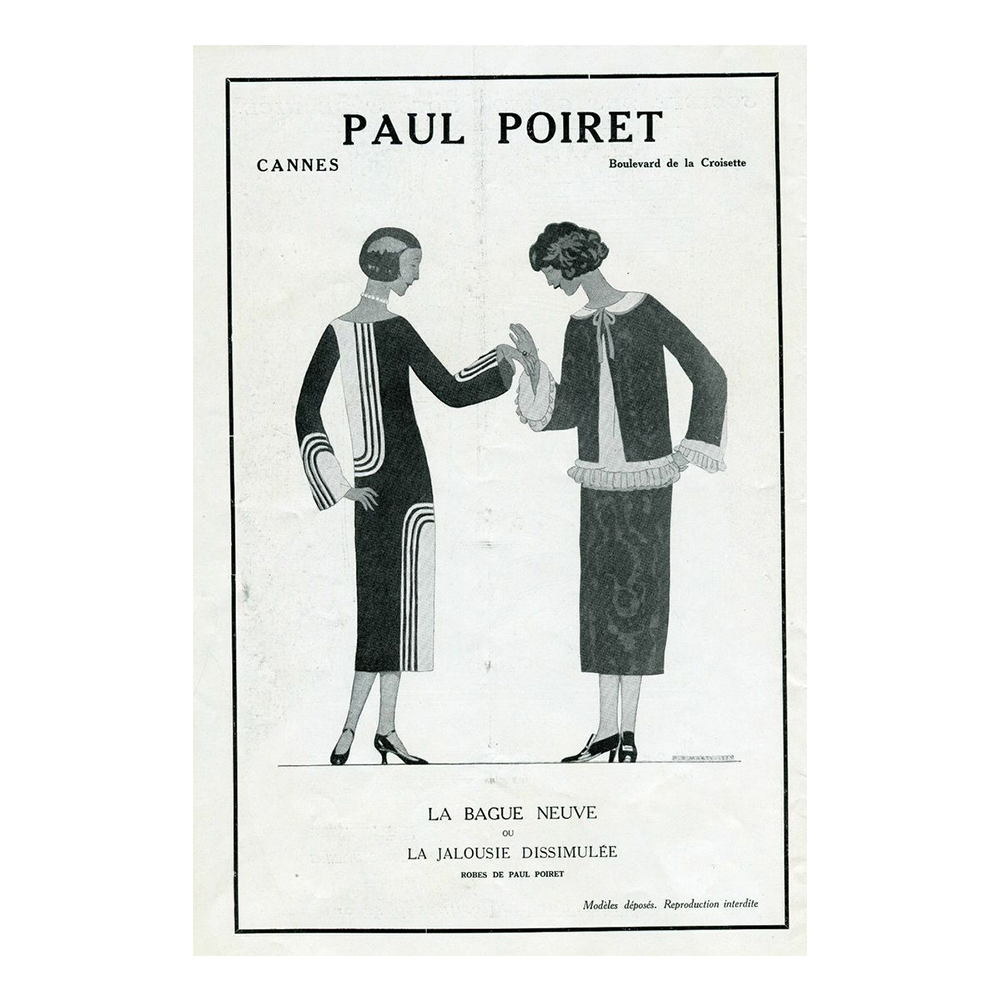 PAUL POIRET
CANNES
Boulevard de la Croisette
LA BAGUE NEUVE
OU
LA JALOUSIE DISSIMULÉE
ROBES DE PAUL POIRET
Modèles déposés. Reproduction interdite